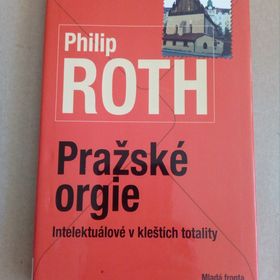 Philip
ROTH
Pražské
orgie
Intelektuálové v kleštích totality
Mladá fronta